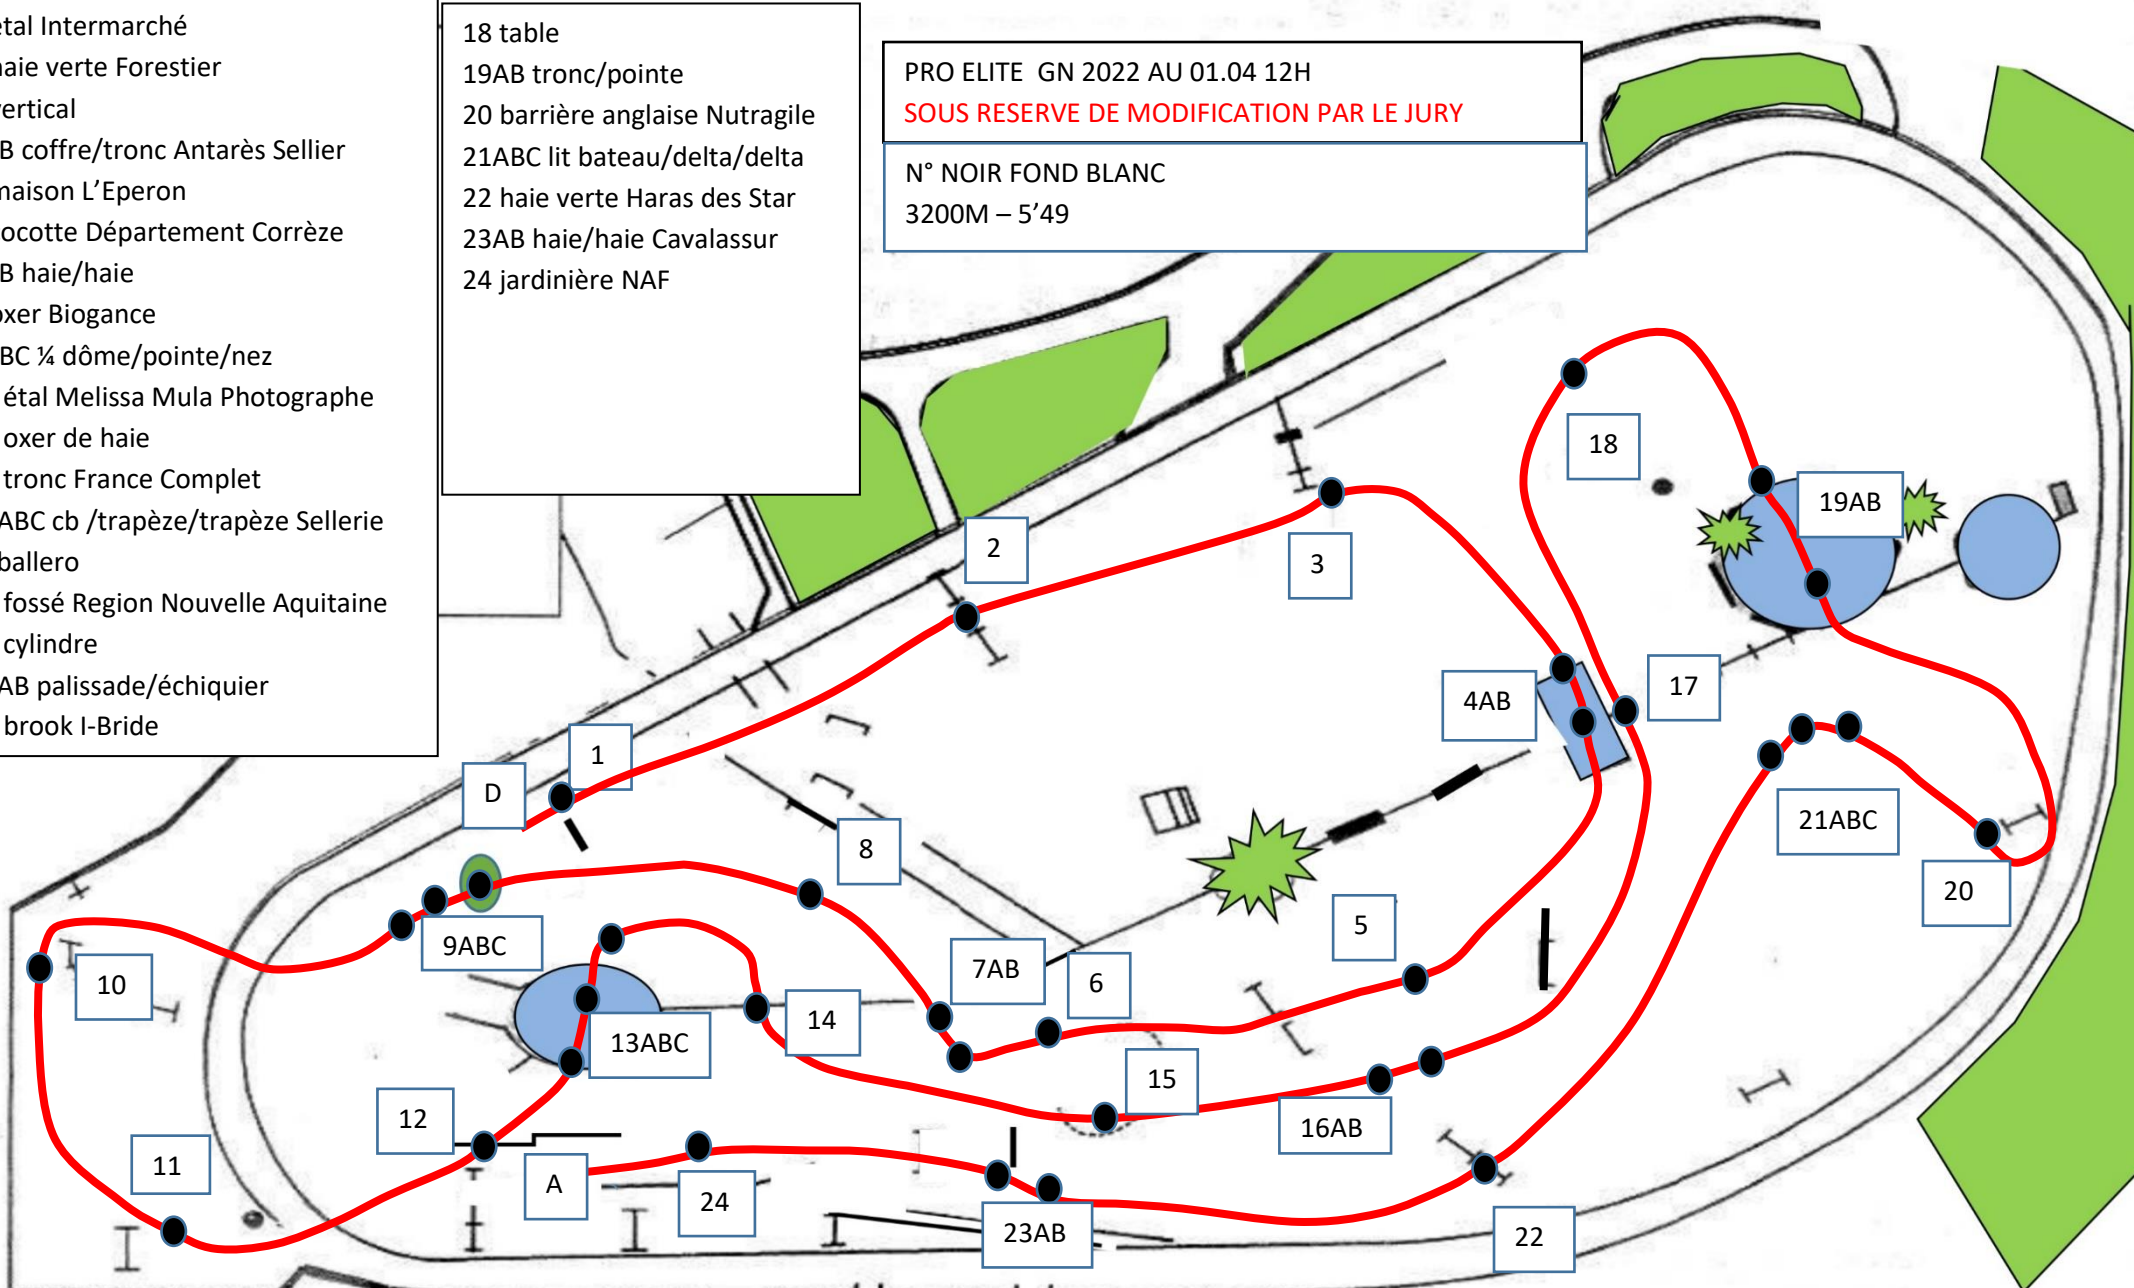 étal Intermarché
haie verte Forestier
vertical
B coffre/tronc Antarès Sellier
maison L’Eperon
cocotte Département Corrèze
B haie/haie
oxer Biogance
BC ¼ dôme/pointe/nez
étal Melissa Mula Photographe
oxer de haie
tronc France Complet
ABC cb /trapèze/trapèze Sellerie
ballero
fossé Region Nouvelle Aquitaine
cylindre
AB palissade/échiquier
brook I-Bride
18 table
19AB tronc/pointe
20 barrière anglaise Nutragile
21ABC lit bateau/delta/delta
22 haie verte Haras des Star
23AB haie/haie Cavalassur
24 jardinière NAF
PRO ELITE GN 2022 AU 01.04 12H
SOUS RESERVE DE MODIFICATION PAR LE JURY
N° NOIR FOND BLANC
3200M – 5’49
18
19AB
2
3
17
4AB
1
D
21ABC
8
20
5
9ABC
7AB
6
10
14
13ABC
15
12
16AB
11
A
24
23AB
22